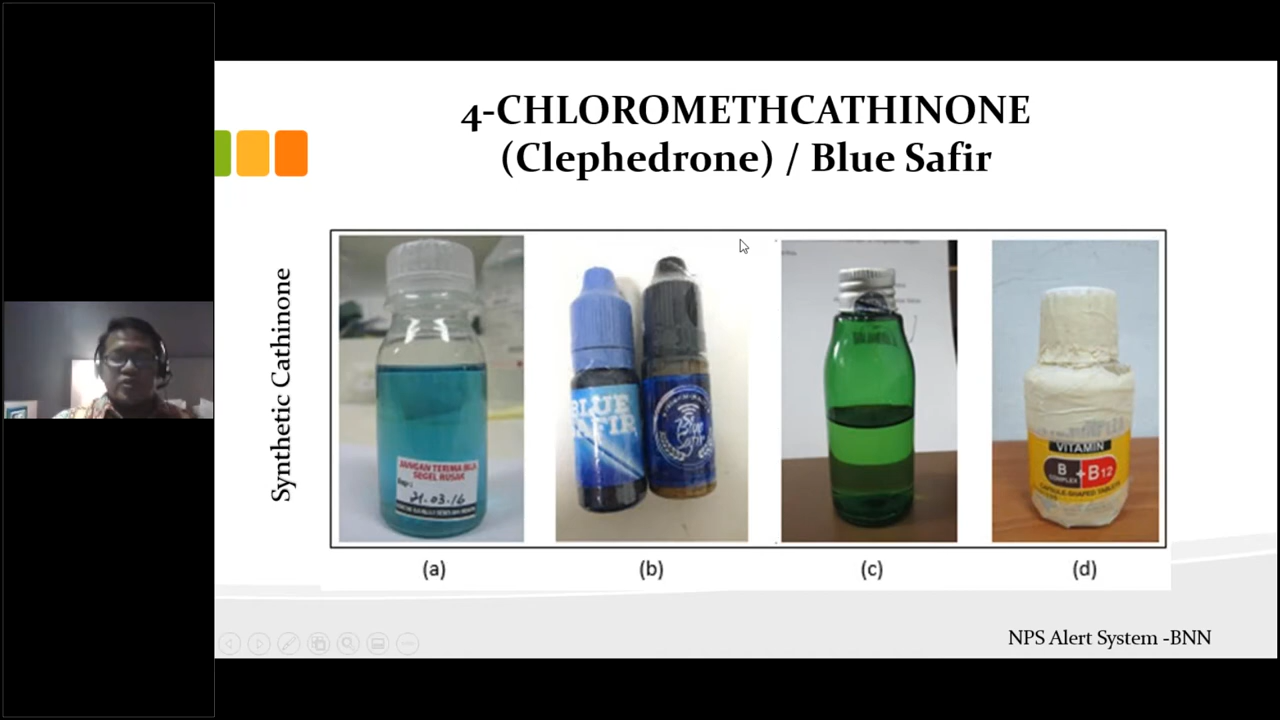 4-CHLOROMETHCATHINONE
(Clephedrone) / Blue Safir
Synthetic Cathinone
JANGAN TERIMA BILA
SEGEL RUSAK
21.03.16
BLUE
SAFIR
Blue
Safir
VITAMIN
B + B12
COMPLEX
CAPSULE-SHAPED TABLETS
(a)
(b)
(c)
(d)
NPS Alert System -BNN